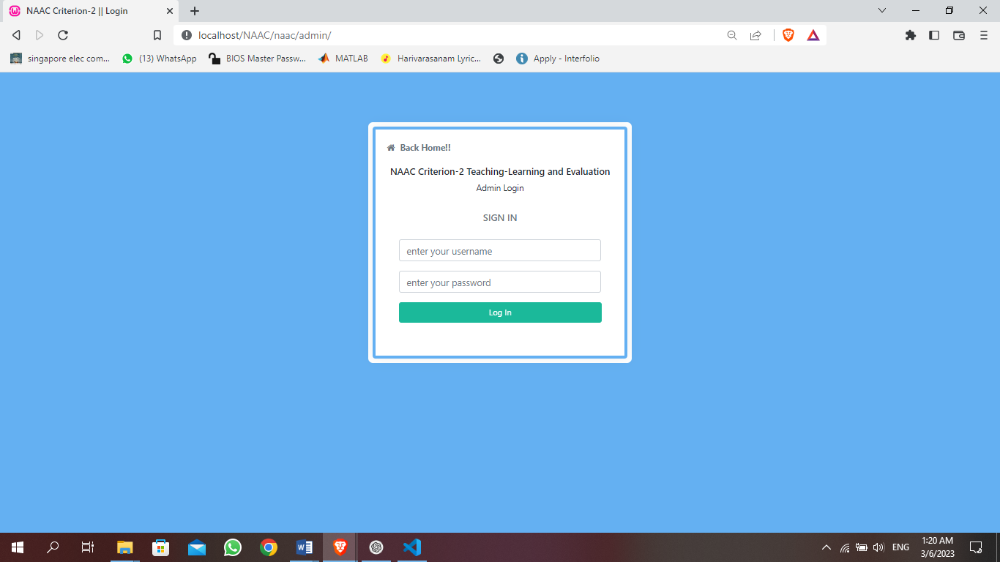 NAAC Criterion-2 || Login
localhost/NAAC/naac/admin/
singapore elec com... (13) WhatsApp BIOS Master Passw... MATLAB Harivarasanam Lyric... Apply - Interfolio
Back Home!!
NAAC Criterion-2 Teaching-Learning and Evaluation
Admin Login
SIGN IN
enter your username
enter your password
Log In
ENG
1:20 AM
3/6/2023